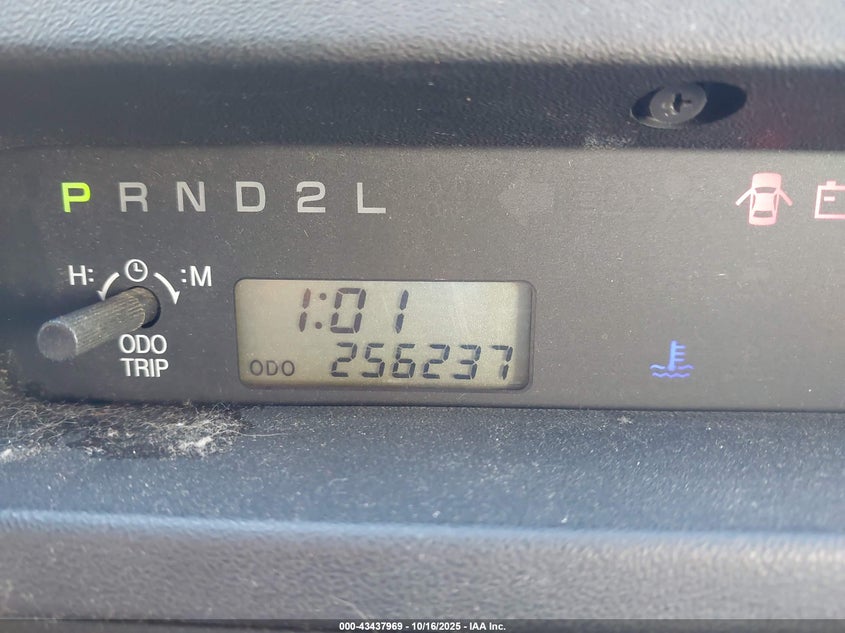 P R N D 2 L
H: :M
1:01
ODO
TRIP
ODO 256237
000-43437969 - 10/16/2025 - IAA Inc.